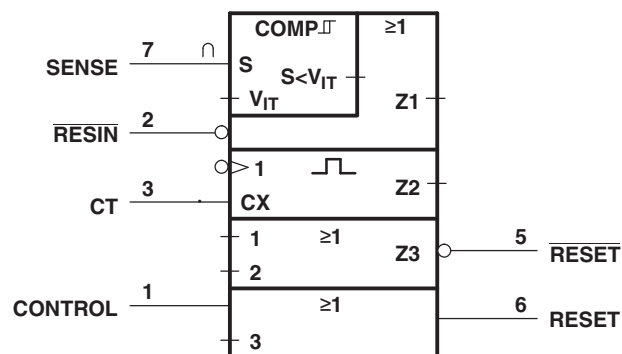 COMP ≥1
SENSE 7 ∩ S
S<VIT
VIT Z1
RESIN 2
1
Z2
CT 3 CX
1 ≥1
Z3 5 RESET
2
CONTROL 1 ≥1
6 RESET
3